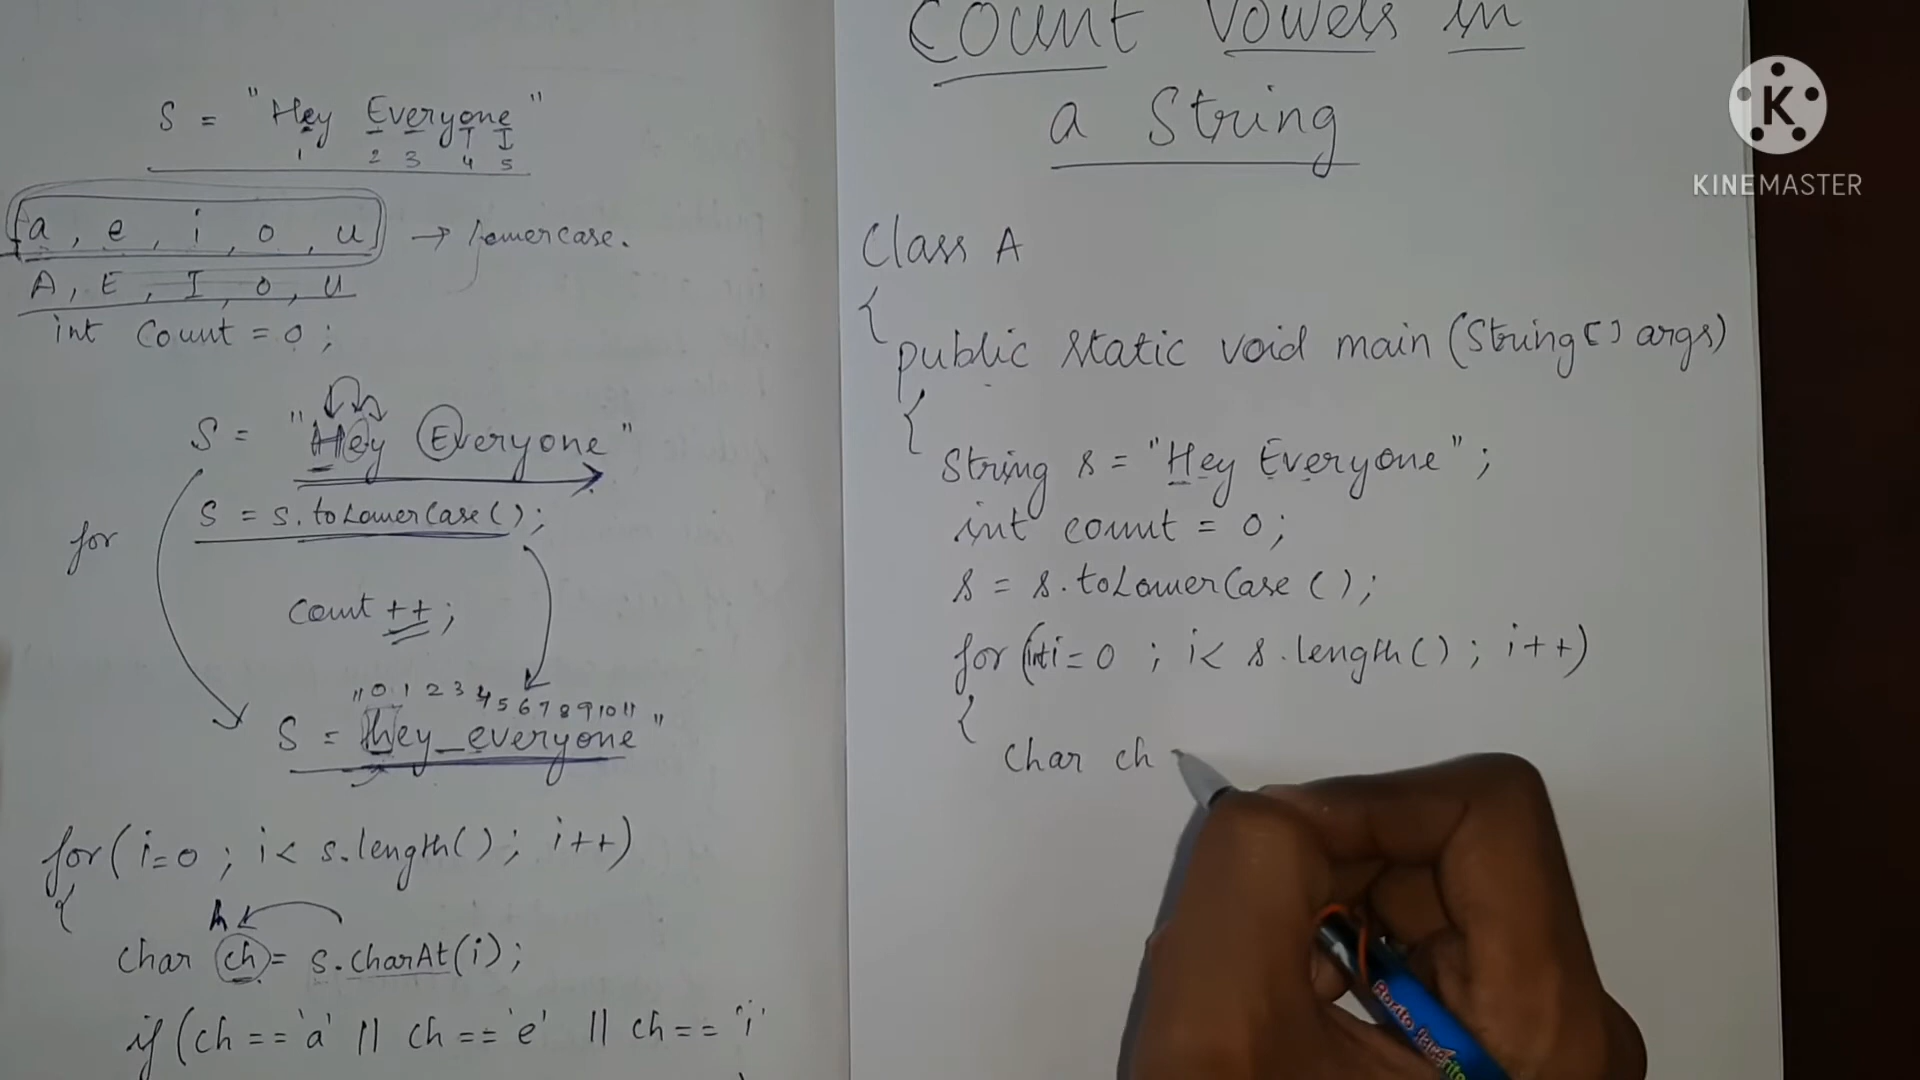 S = "Hey Everyone"
1 2 3 4 5
a, e, i, o, u → lowercase.
A, E, I, O, U
int Count = 0;
S = "Hey Everyone"
for
S = s.toLowerCase();
Count ++;
" 0 1 2 3 4 5 6 7 8 9 10 11 "
S = hey_everyone
for(i=0 ; i< s.length(); i++)
{
h
char ch = s.charAt(i);
if (ch == 'a' || ch == 'e' || ch == 'i'
Count Vowels in
a String
Class A
{
public static void main (String[] args)
{
String s = "Hey Everyone";
int count = 0;
s = s.toLowerCase();
for(int i=0 ; i< s.length(); i++)
{
Char ch
K
KINEMASTER